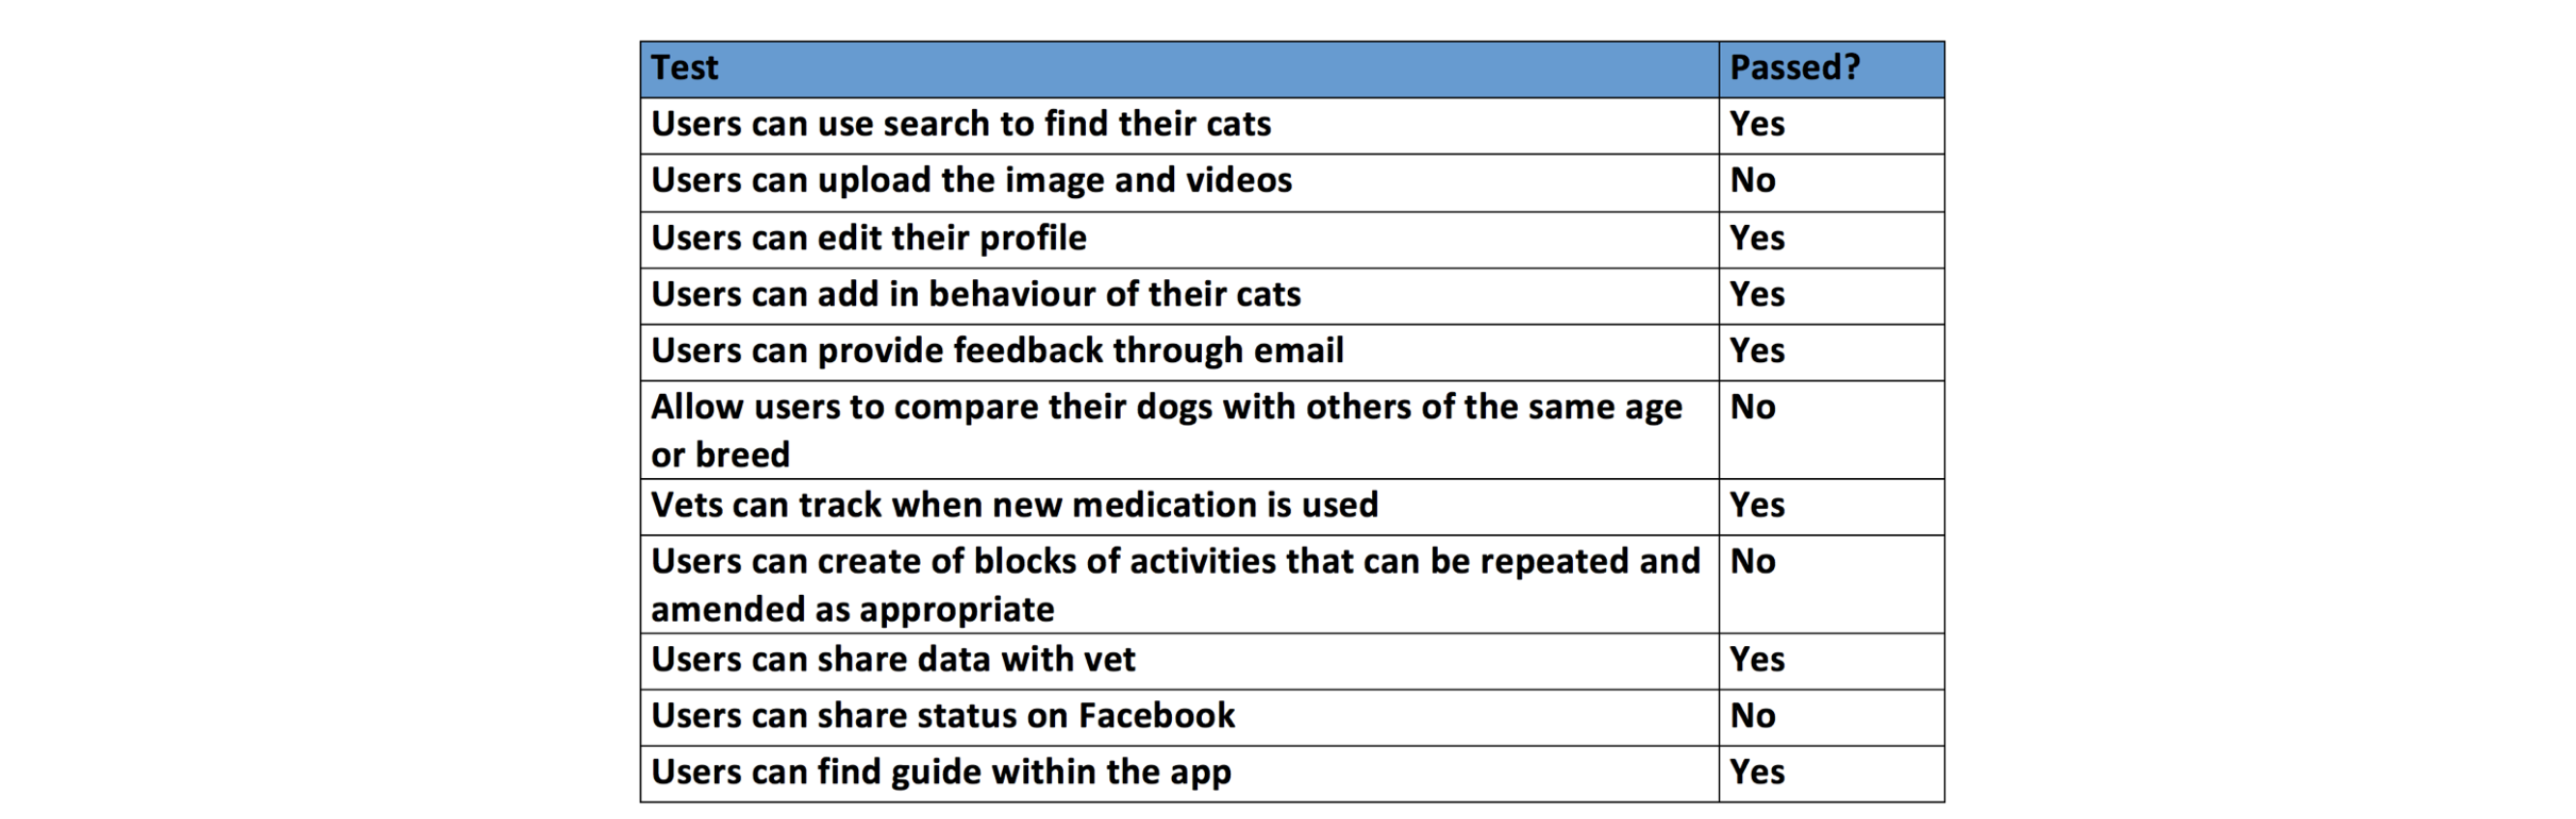 Test Passed?
Users can use search to find their cats Yes
Users can upload the image and videos No
Users can edit their profile Yes
Users can add in behaviour of their cats Yes
Users can provide feedback through email Yes
Allow users to compare their dogs with others of the same age No
or breed
Vets can track when new medication is used Yes
Users can create of blocks of activities that can be repeated and No
amended as appropriate
Users can share data with vet Yes
Users can share status on Facebook No
Users can find guide within the app Yes